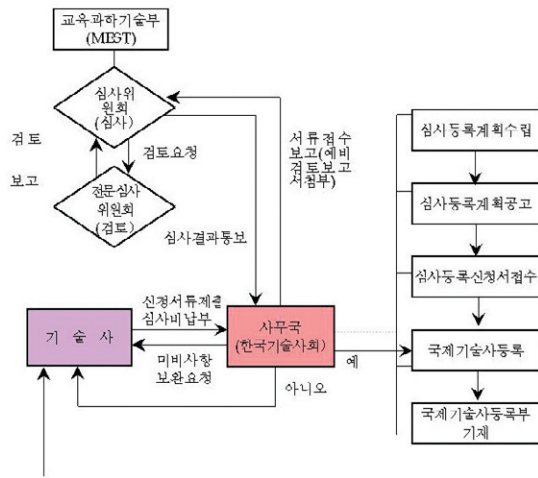 교육과학기술부
(MEST)
심사위
원회
(심사)
검토
보고
검토요청
전문심사
위원회
(검토)
심사결과통보
서류접수
보고(예비
검토보고
서첨부)
심사등록계획수립
심사등록계획공고
심사등록신청서접수
국제기술사등록
국제기술사등록부
기재
기 술 사
신청서류제출
심사비납부
미비사항
보완요청
사무국
(한국기술사회)
예
아니오